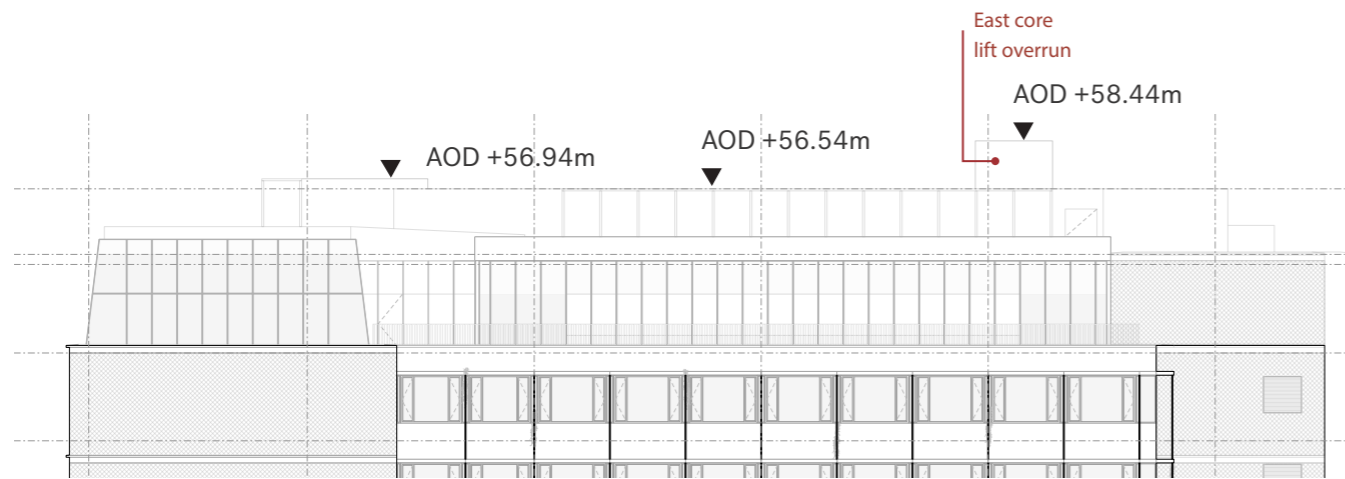 East core
lift overrun
AOD +58.44m
AOD +56.54m
AOD +56.94m